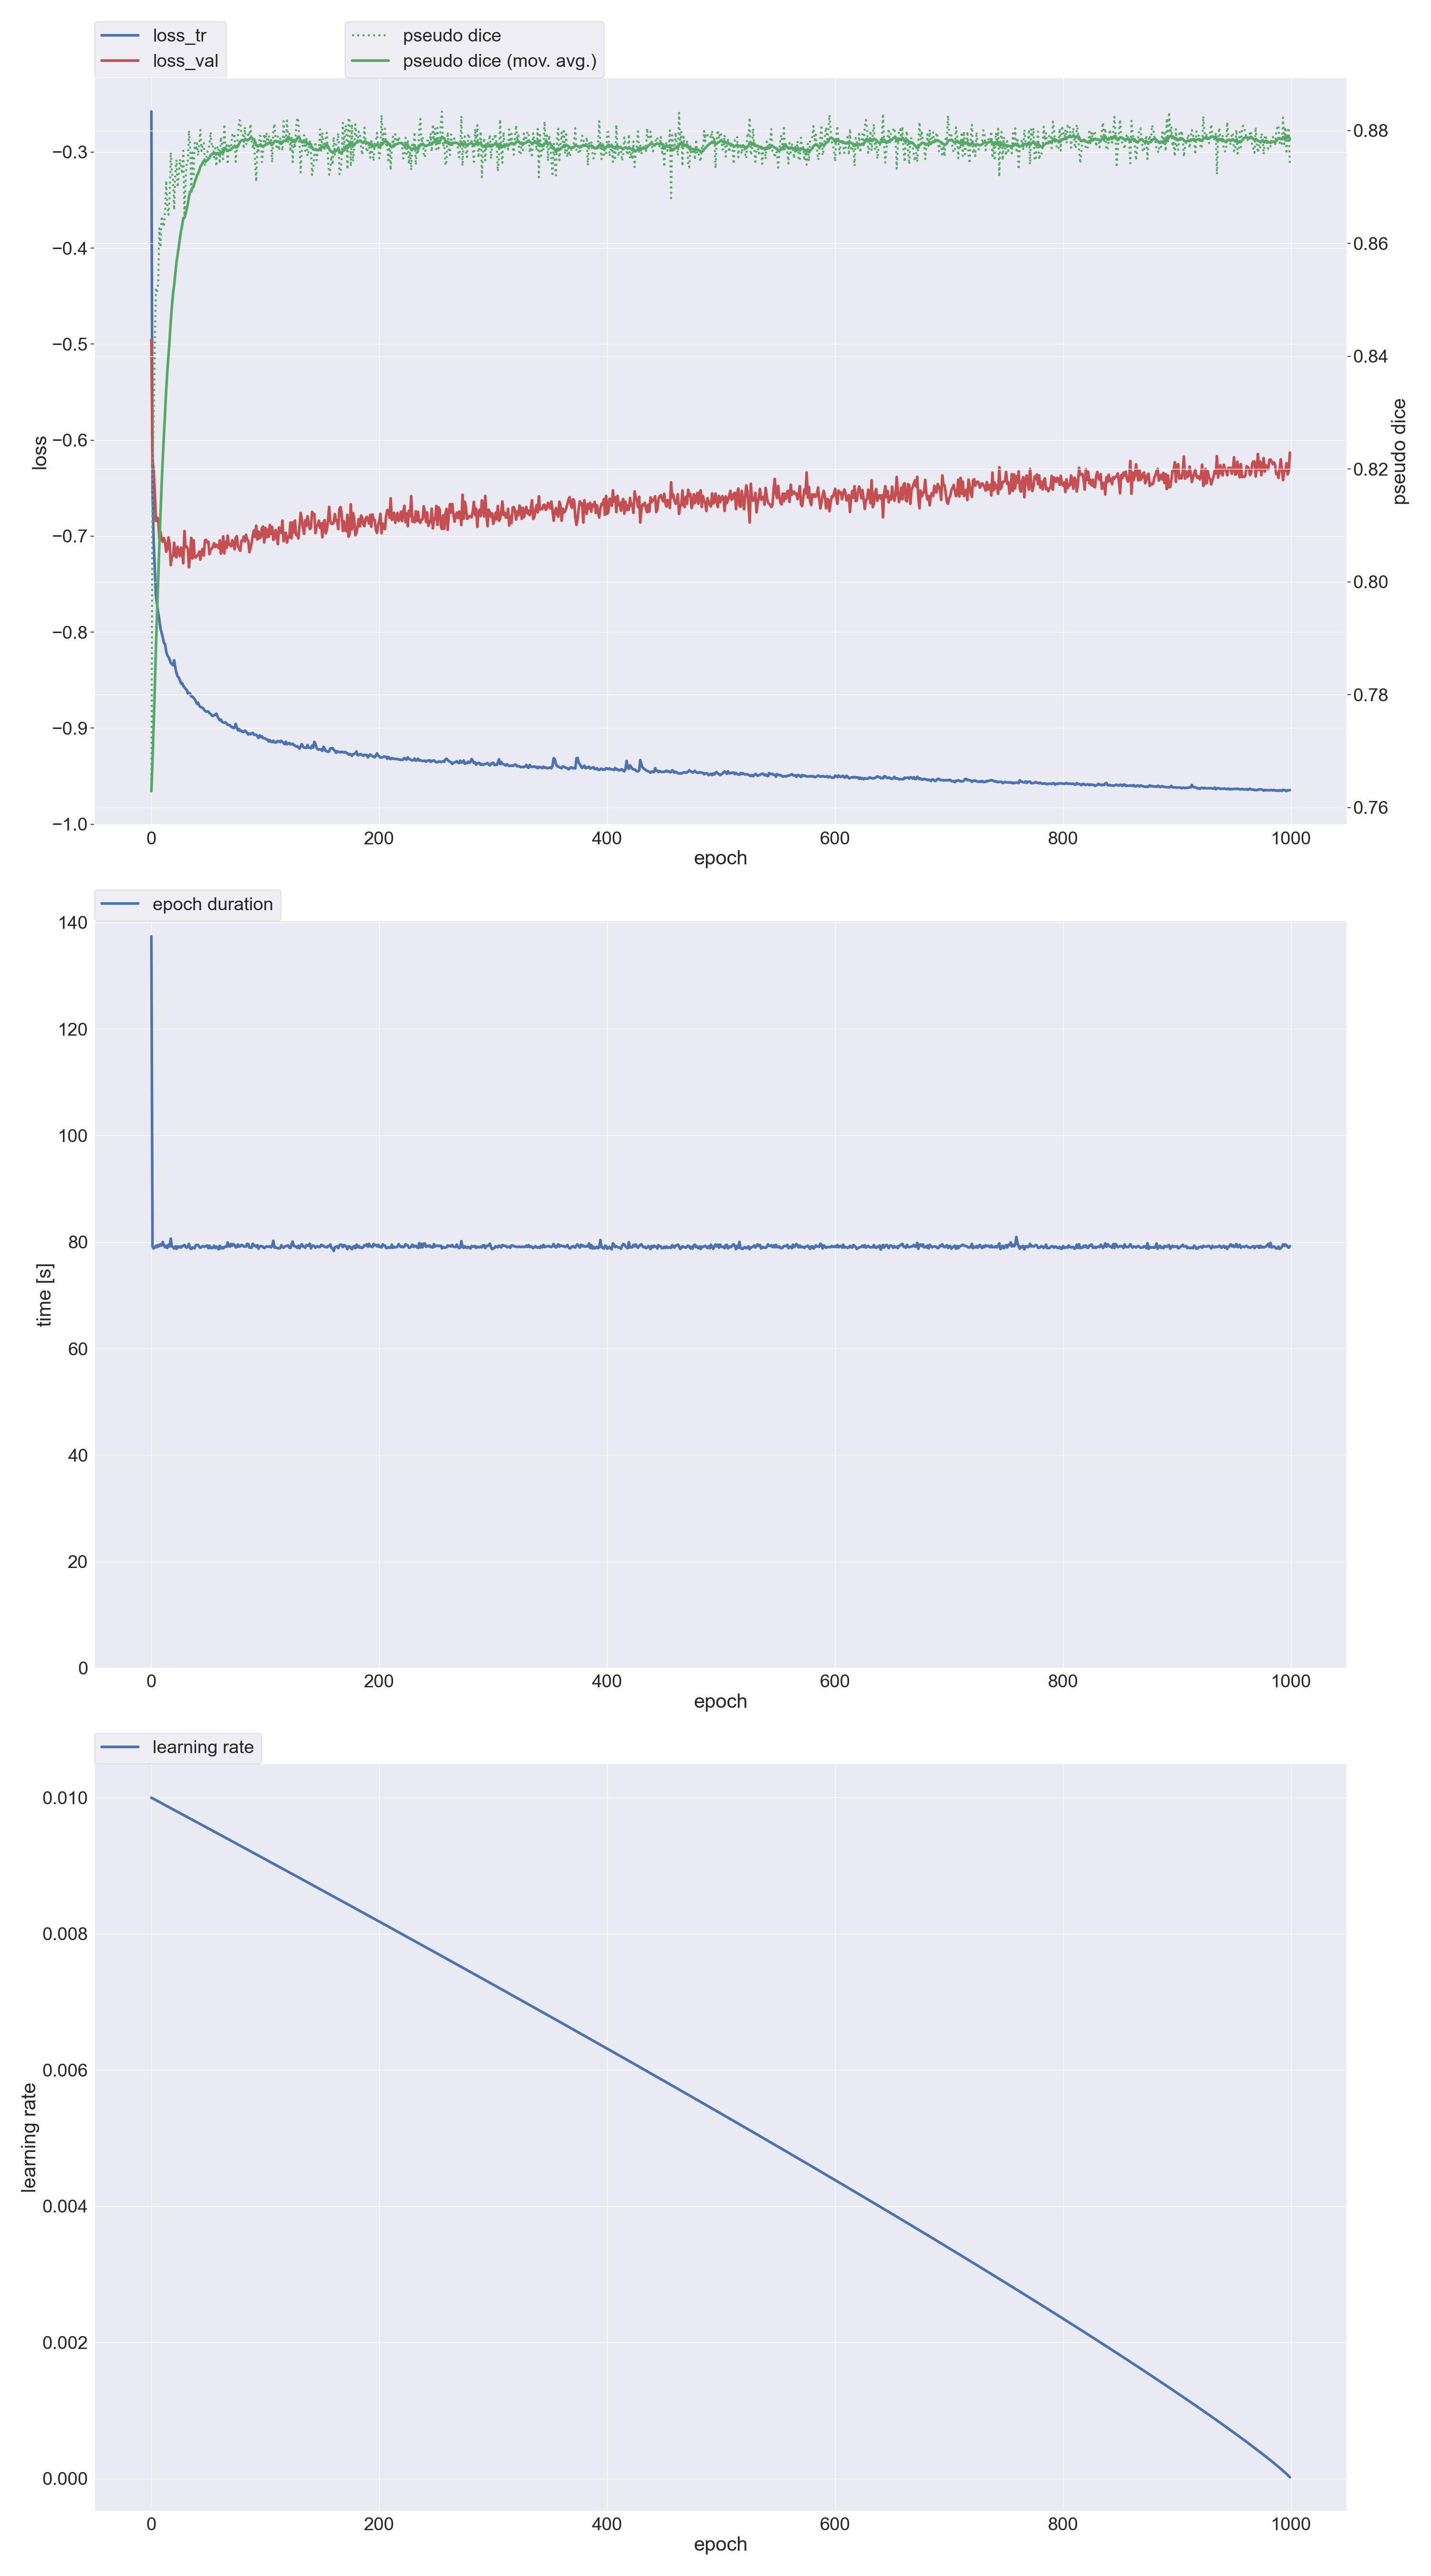 loss_tr
loss_val
pseudo dice
pseudo dice (mov. avg.)
−0.3
−0.4
−0.5
−0.6
−0.7
−0.8
−0.9
−1.0
loss
0.88
0.86
0.84
0.82
0.80
0.78
0.76
pseudo dice
0 200 400 600 800 1000
epoch
epoch duration
140
120
100
80
60
40
20
0
time [s]
0 200 400 600 800 1000
epoch
learning rate
0.010
0.008
0.006
0.004
0.002
0.000
learning rate
0 200 400 600 800 1000
epoch